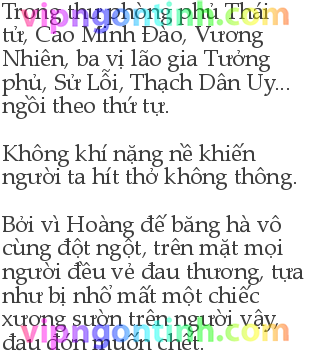 Trong thư phòng phủ Thái
tử, Cao Minh Đào, Vương
Nhiên, ba vị lão gia Tưởng
phủ, Sử Lỗi, Thạch Dân Uy...
ngồi theo thứ tự.
Không khí nặng nề khiến
người ta hít thở không thông.
Bởi vì Hoàng đế băng hà vô
cùng đột ngột, trên mặt mọi
người đều vẻ đau thương, tựa
như bị nhổ mất một chiếc
xương sườn trên người vậy,
đau đớn muốn chết.
vipngontinh.com
vipngontinh.com